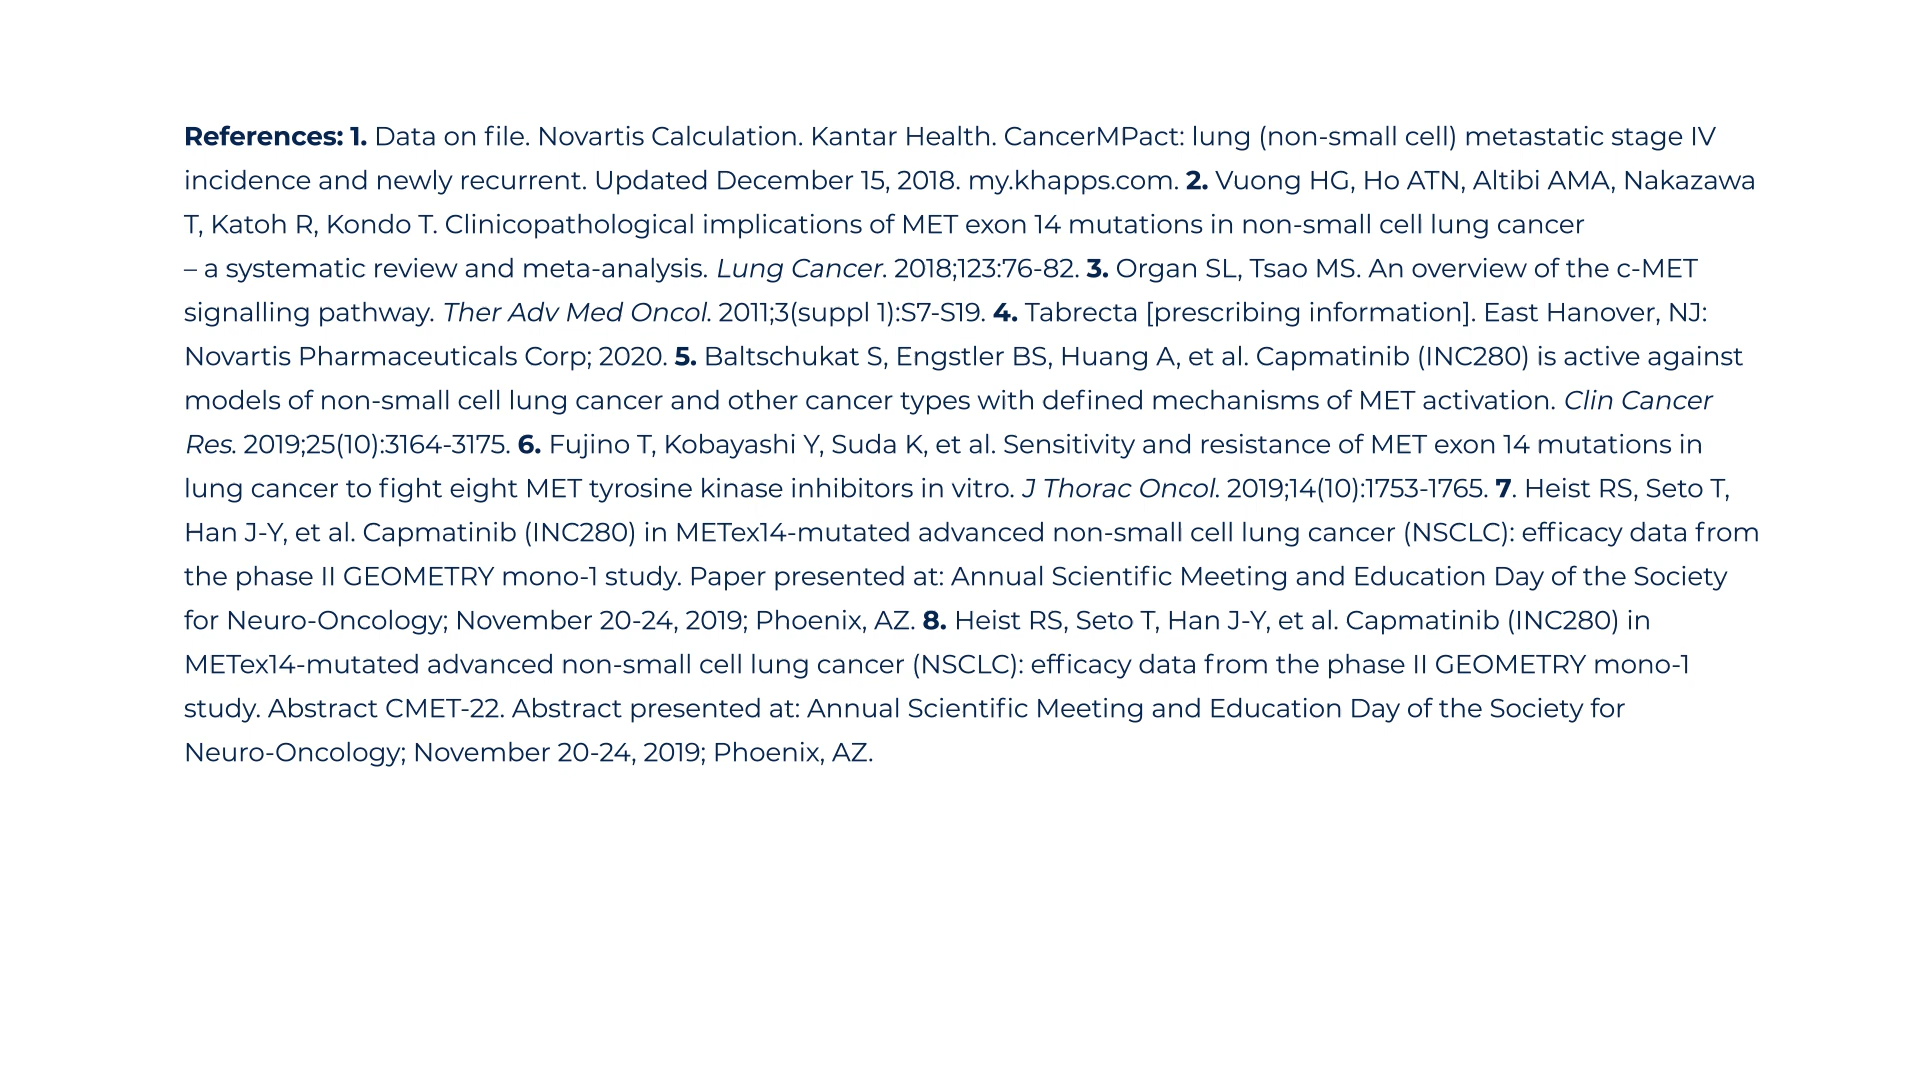 References: 1. Data on file. Novartis Calculation. Kantar Health. CancerMPact: lung (non-small cell) metastatic stage IV
incidence and newly recurrent. Updated December 15, 2018. my.khapps.com. 2. Vuong HG, Ho ATN, Altibi AMA, Nakazawa
T, Katoh R, Kondo T. Clinicopathological implications of MET exon 14 mutations in non-small cell lung cancer
– a systematic review and meta-analysis. Lung Cancer. 2018;123:76-82. 3. Organ SL, Tsao MS. An overview of the c-MET
signalling pathway. Ther Adv Med Oncol. 2011;3(suppl 1):S7-S19. 4. Tabrecta [prescribing information]. East Hanover, NJ:
Novartis Pharmaceuticals Corp; 2020. 5. Baltschukat S, Engstler BS, Huang A, et al. Capmatinib (INC280) is active against
models of non-small cell lung cancer and other cancer types with defined mechanisms of MET activation. Clin Cancer
Res. 2019;25(10):3164-3175. 6. Fujino T, Kobayashi Y, Suda K, et al. Sensitivity and resistance of MET exon 14 mutations in
lung cancer to fight eight MET tyrosine kinase inhibitors in vitro. J Thorac Oncol. 2019;14(10):1753-1765. 7. Heist RS, Seto T,
Han J-Y, et al. Capmatinib (INC280) in METex14-mutated advanced non-small cell lung cancer (NSCLC): efficacy data from
the phase II GEOMETRY mono-1 study. Paper presented at: Annual Scientific Meeting and Education Day of the Society
for Neuro-Oncology; November 20-24, 2019; Phoenix, AZ. 8. Heist RS, Seto T, Han J-Y, et al. Capmatinib (INC280) in
METex14-mutated advanced non-small cell lung cancer (NSCLC): efficacy data from the phase II GEOMETRY mono-1
study. Abstract CMET-22. Abstract presented at: Annual Scientific Meeting and Education Day of the Society for
Neuro-Oncology; November 20-24, 2019; Phoenix, AZ.